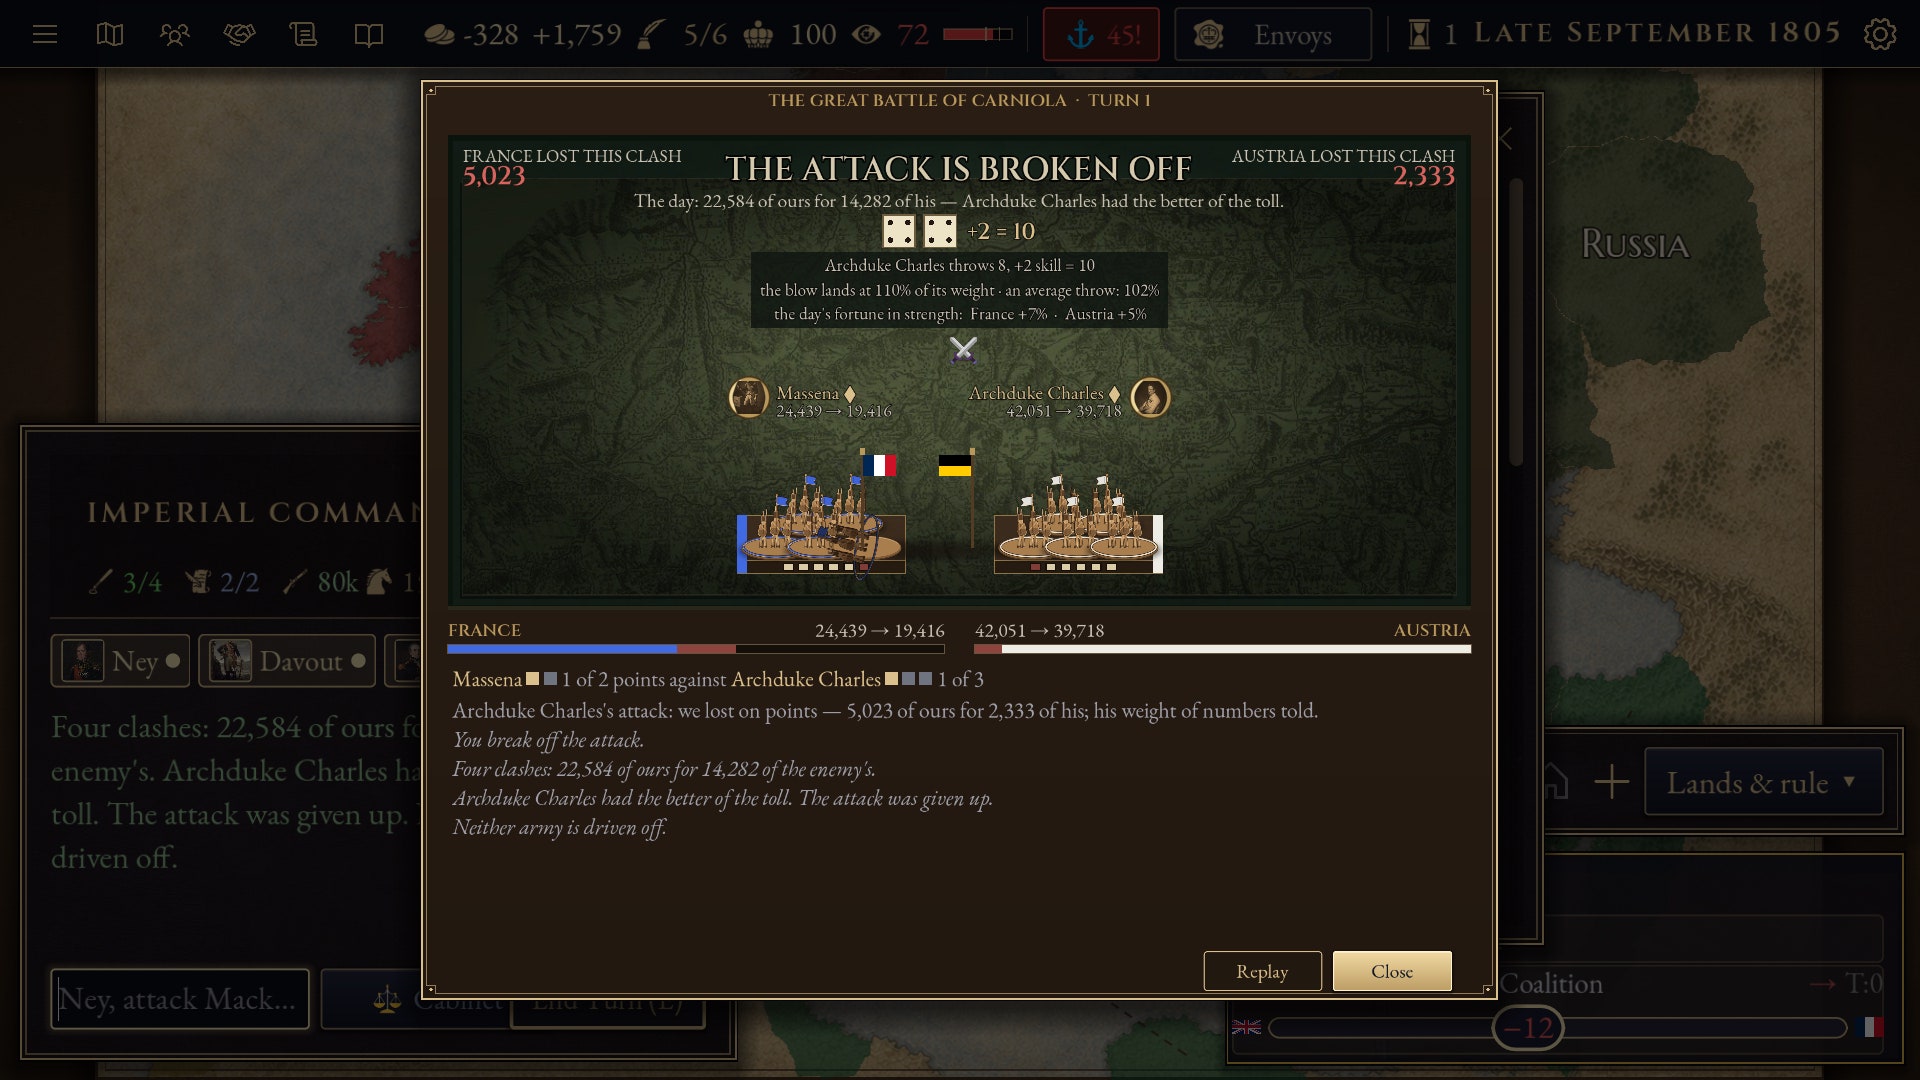 -328 +1,759 5/6 100 72 45! Envoys 1 Late September 1805
THE GREAT BATTLE OF CARNIOLA · TURN 1
FRANCE LOST THIS CLASH
5,023
THE ATTACK IS BROKEN OFF
AUSTRIA LOST THIS CLASH
2,333
The day: 22,584 of ours for 14,282 of his — Archduke Charles had the better of the toll.
+2 = 10
Archduke Charles throws 8, +2 skill = 10
the blow lands at 110% of its weight · an average throw: 102%
the day's fortune in strength: France +7% · Austria +5%
Russia
Massena
24,439 → 19,416
Archduke Charles
42,051 → 39,718
IMPERIAL COMMAN
3/4 2/2 80k
Ney Davout
FRANCE 24,439 → 19,416 42,051 → 39,718 AUSTRIA
Massena 1 of 2 points against Archduke Charles 1 of 3
Archduke Charles's attack: we lost on points — 5,023 of ours for 2,333 of his; his weight of numbers told.
You break off the attack.
Four clashes: 22,584 of ours for 14,282 of the enemy's.
Archduke Charles had the better of the toll. The attack was given up.
Neither army is driven off.
Four clashes: 22,584 of ours fo
enemy's. Archduke Charles ha
toll. The attack was given up.
driven off.
Lands & rule
Replay Close
Ney, attack Mack... Cabinet End Turn (E)
Coalition → T:0
−12